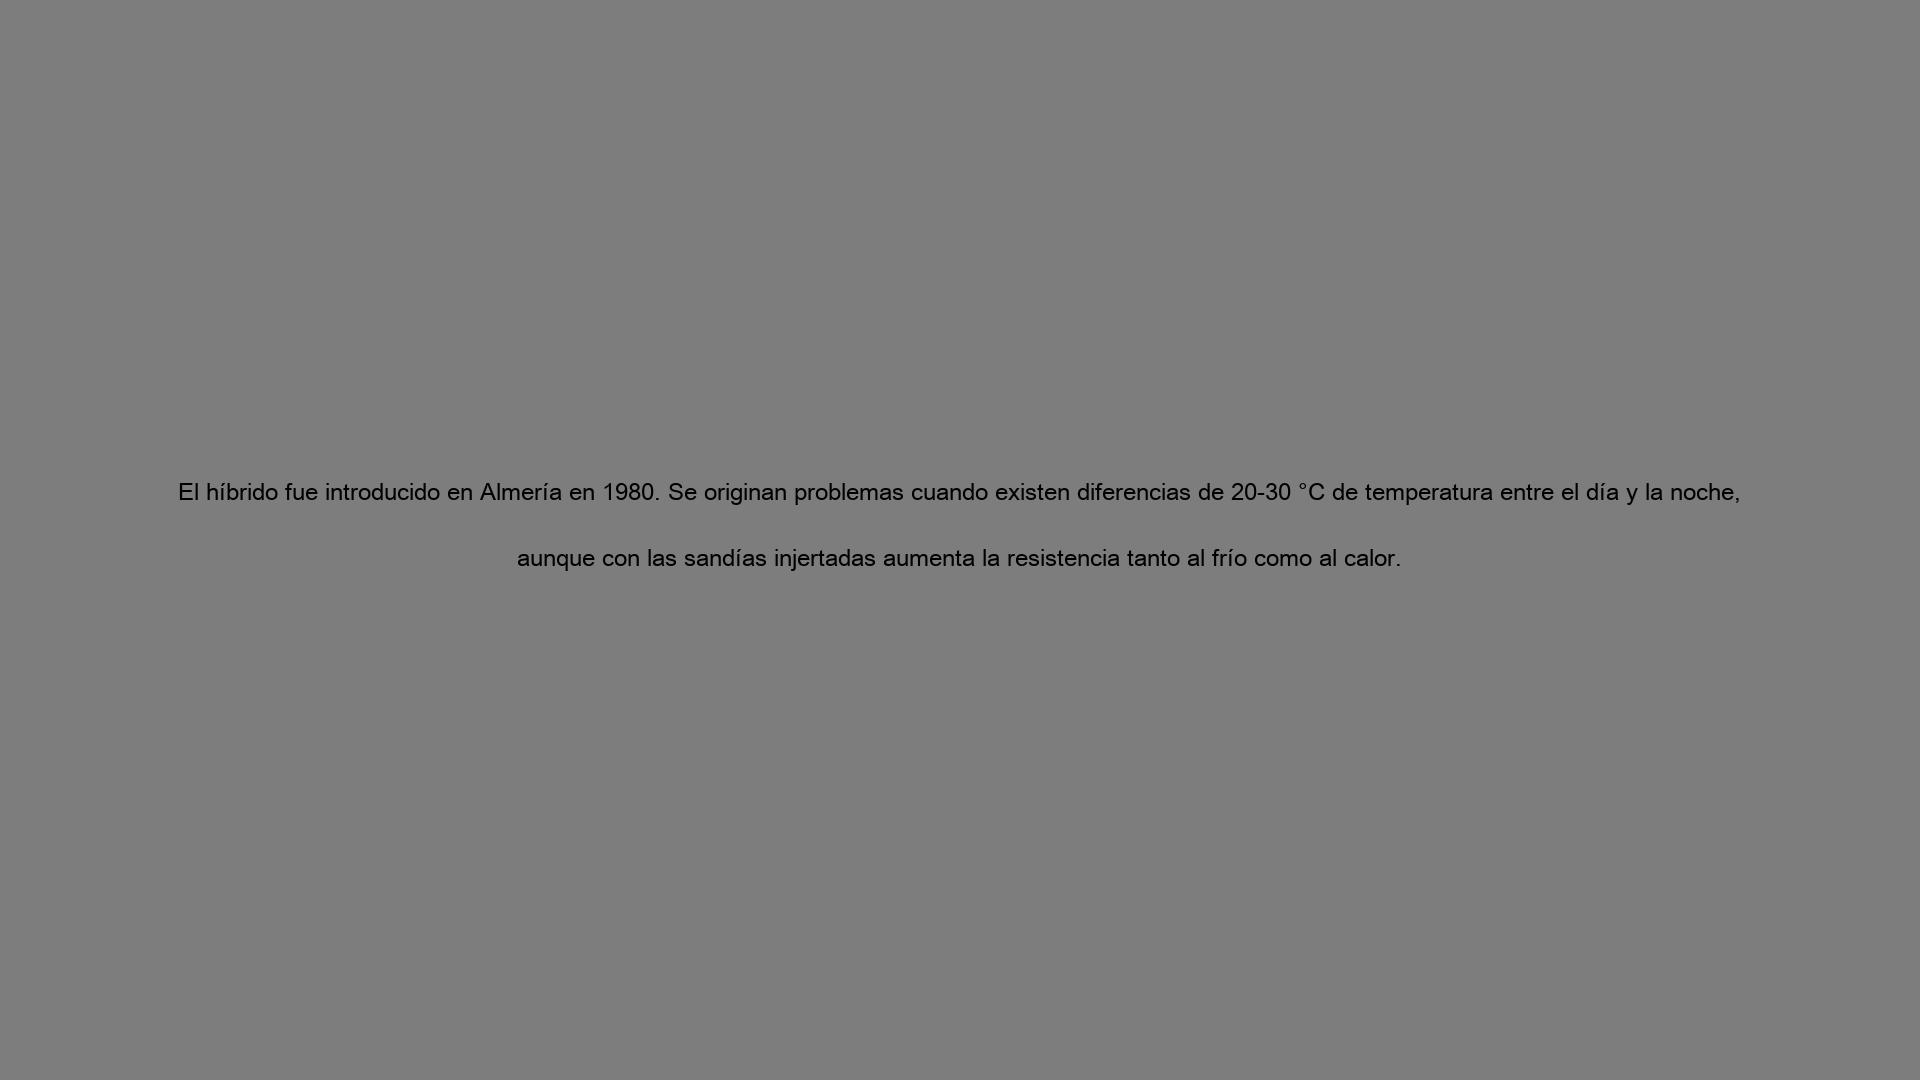 El híbrido fue introducido en Almería en 1980. Se originan problemas cuando existen diferencias de 20-30 °C de temperatura entre el día y la noche,
aunque con las sandías injertadas aumenta la resistencia tanto al frío como al calor.